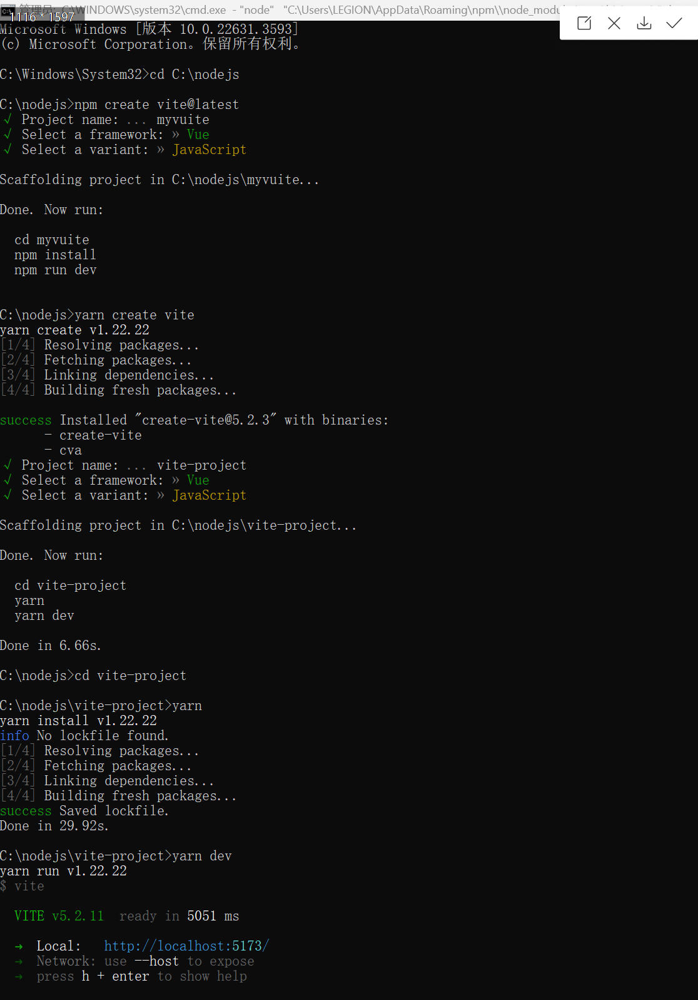 管理员: C:\WINDOWS\system32\cmd.exe - "node" "C:\Users\LEGION\AppData\Roaming\npm\\node_modu
1116 * 1597
Microsoft Windows [版本 10.0.22631.3593]
(c) Microsoft Corporation。保留所有权利。
C:\Windows\System32>cd C:\nodejs
C:\nodejs>npm create vite@latest
√ Project name: ... myvuite
√ Select a framework: » Vue
√ Select a variant: » JavaScript
Scaffolding project in C:\nodejs\myvuite...
Done. Now run:
cd myvuite
npm install
npm run dev
C:\nodejs>yarn create vite
yarn create v1.22.22
[1/4] Resolving packages...
[2/4] Fetching packages...
[3/4] Linking dependencies...
[4/4] Building fresh packages...
success Installed "create-vite@5.2.3" with binaries:
- create-vite
- cva
√ Project name: ... vite-project
√ Select a framework: » Vue
√ Select a variant: » JavaScript
Scaffolding project in C:\nodejs\vite-project...
Done. Now run:
cd vite-project
yarn
yarn dev
Done in 6.66s.
C:\nodejs>cd vite-project
C:\nodejs\vite-project>yarn
yarn install v1.22.22
info No lockfile found.
[1/4] Resolving packages...
[2/4] Fetching packages...
[3/4] Linking dependencies...
[4/4] Building fresh packages...
success Saved lockfile.
Done in 29.92s.
C:\nodejs\vite-project>yarn dev
yarn run v1.22.22
$ vite
VITE v5.2.11 ready in 5051 ms
➜ Local: http://localhost:5173/
➜ Network: use --host to expose
➜ press h + enter to show help